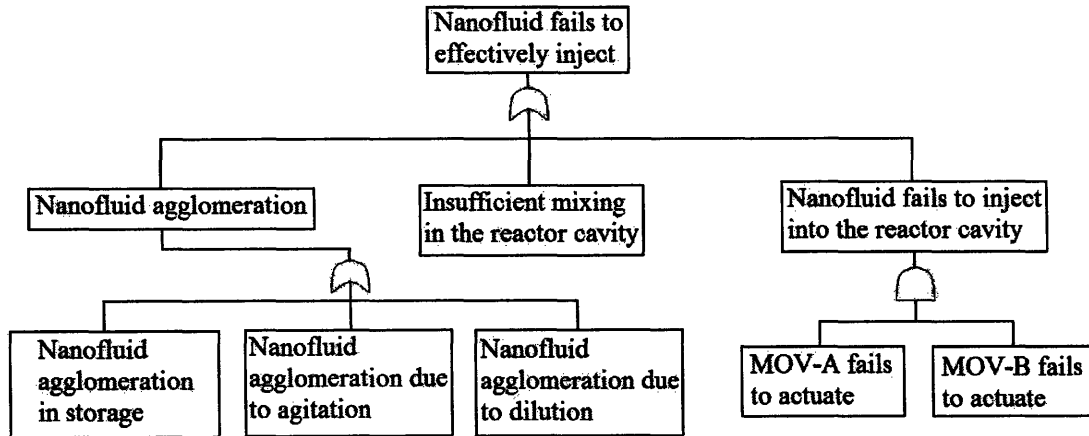 Nanofluid fails to
effectively inject
Nanofluid agglomeration
Insufficient mixing
in the reactor cavity
Nanofluid fails to inject
into the reactor cavity
Nanofluid
agglomeration
in storage
Nanofluid
agglomeration due
to agitation
Nanofluid
agglomeration due
to dilution
MOV-A fails
to actuate
MOV-B fails
to actuate